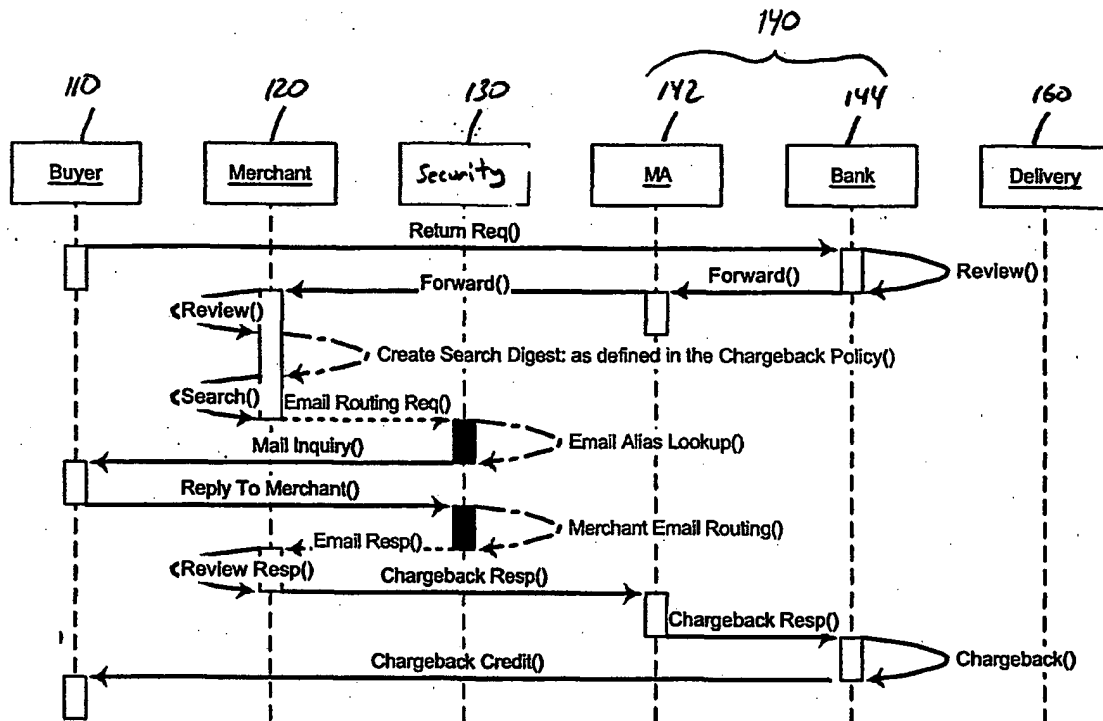 140
110
120
130
142
144
160
Buyer
Merchant
Security
MA
Bank
Delivery
Return Req()
Review()
Forward()
Forward()
Review()
Create Search Digest: as defined in the Chargeback Policy()
Search()
Email Routing Req()
Email Alias Lookup()
Mail Inquiry()
Reply To Merchant()
Merchant Email Routing()
Email Resp()
Review Resp()
Chargeback Resp()
Chargeback Resp()
Chargeback()
Chargeback Credit()